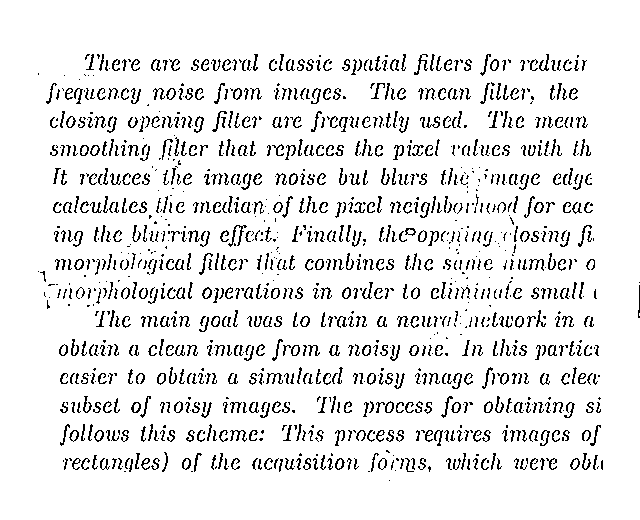 There are several classic spatial filters for reducin
frequency noise from images. The mean filter, the
closing opening filter are frequently used. The mean
smoothing filter that replaces the pixel values with th
It reduces the image noise but blurs the image edge
calculates the median of the pixel neighborhood for eac
ing the blurring effect. Finally, the opening closing fi
morphological filter that combines the same number o
morphological operations in order to eliminate small
The main goal was to train a neural network in a
obtain a clean image from a noisy one. In this partic
easier to obtain a simulated noisy image from a clea
subset of noisy images. The process for obtaining si
follows this scheme: This process requires images of
rectangles) of the acquisition forms, which were obt